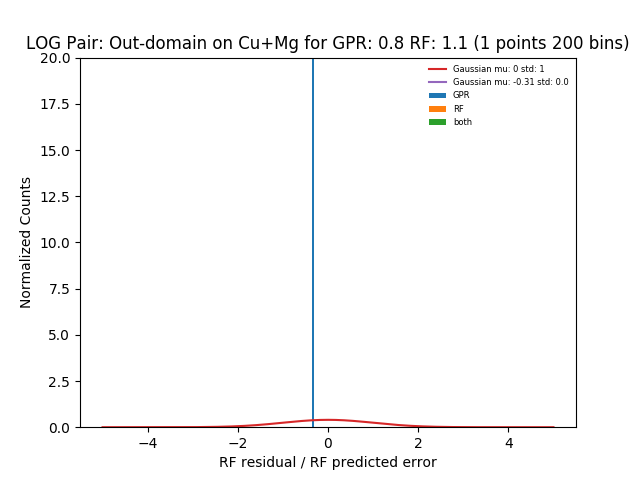 LOG Pair: Out-domain on Cu+Mg for GPR: 0.8 RF: 1.1 (1 points 200 bins)
Gaussian mu: 0 std: 1
Gaussian mu: -0.31 std: 0.0
GPR
RF
both
Normalized Counts
20.0
17.5
15.0
12.5
10.0
7.5
5.0
2.5
0.0
−4 −2 0 2 4
RF residual / RF predicted error